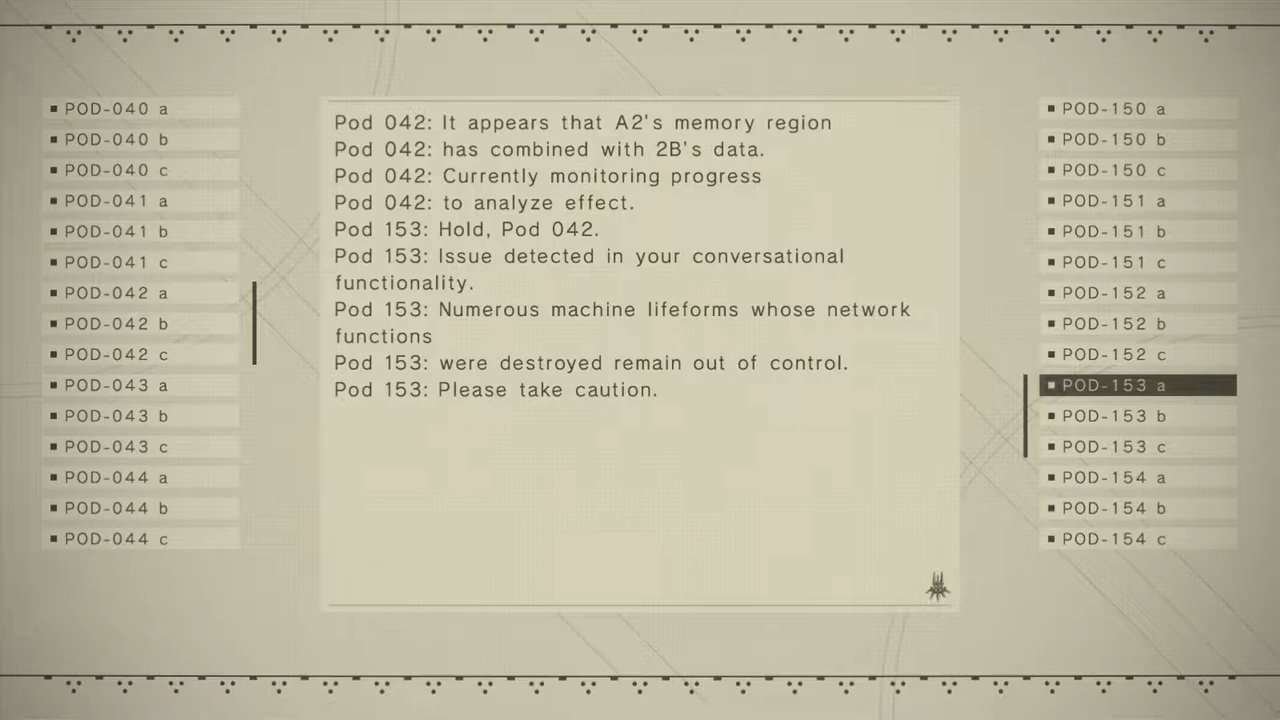 POD-040 a
POD-040 b
POD-040 c
POD-041 a
POD-041 b
POD-041 c
POD-042 a
POD-042 b
POD-042 c
POD-043 a
POD-043 b
POD-043 c
POD-044 a
POD-044 b
POD-044 c
Pod 042: It appears that A2's memory region
Pod 042: has combined with 2B's data.
Pod 042: Currently monitoring progress
Pod 042: to analyze effect.
Pod 153: Hold, Pod 042.
Pod 153: Issue detected in your conversational
functionality.
Pod 153: Numerous machine lifeforms whose network
functions
Pod 153: were destroyed remain out of control.
Pod 153: Please take caution.
POD-150 a
POD-150 b
POD-150 c
POD-151 a
POD-151 b
POD-151 c
POD-152 a
POD-152 b
POD-152 c
POD-153 a
POD-153 b
POD-153 c
POD-154 a
POD-154 b
POD-154 c